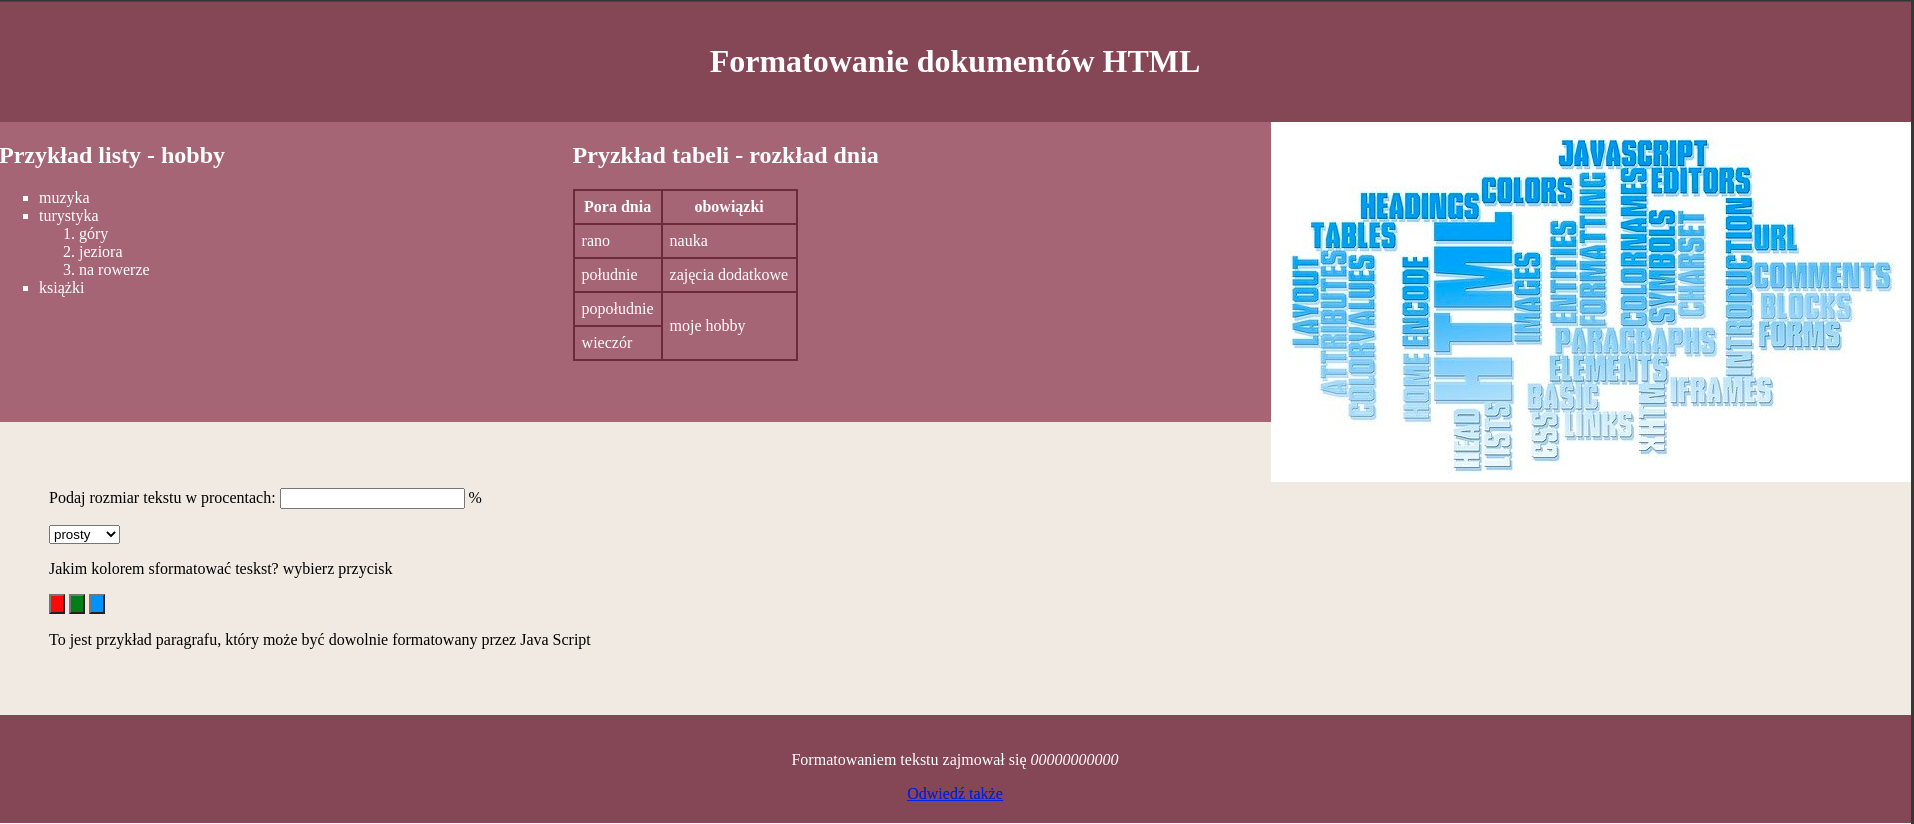 Formatowanie dokumentów HTML
Przykład listy - hobby
muzyka
turystyka
1. góry
2. jeziora
3. na rowerze
książki
Pryzkład tabeli - rozkład dnia
Pora dnia obowiązki
rano nauka
południe zajęcia dodatkowe
popołudnie moje hobby
wieczór
JAVASCRIPT
EDITORS
COLORS
HEADINGS
TABLES
LAYOUT
ATTRIBUTES
COLORVALUES
HOME
ENCODE
HTML
IMAGES
ENTITIES
FORMATTING
COLORNAMES
SYMBOLS
CHARSET
INTRODUCTION
URL
COMMENTS
BLOCKS
FORMS
PARAGRAPHS
ELEMENTS
IFRAMES
BASIC
LINKS
XHTML
CSS
HEAD
LISTS
Podaj rozmiar tekstu w procentach: %
prosty
Jakim kolorem sformatować teskst? wybierz przycisk
To jest przykład paragrafu, który może być dowolnie formatowany przez Java Script
Formatowaniem tekstu zajmował się 00000000000
Odwiedź także